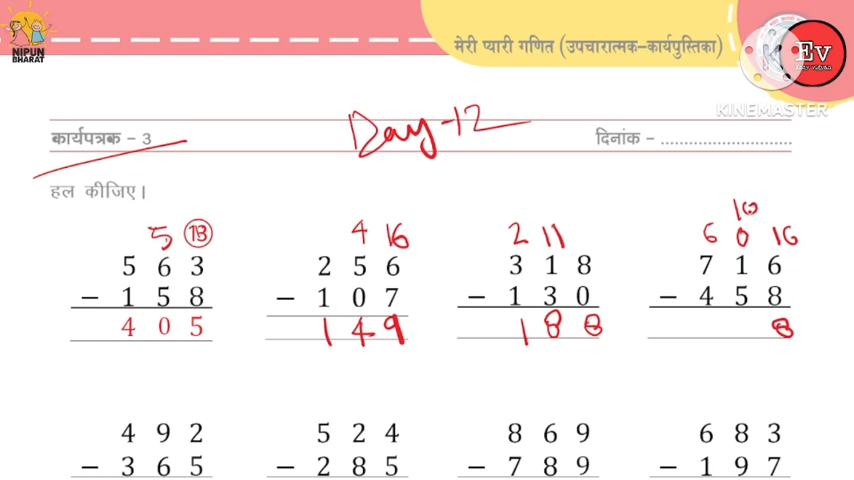 NIPUN
BHARAT
मेरी प्यारी गणित (उपचारात्मक-कार्यपुस्तिका)
Ev
KINEMASTER
कार्यपत्रक - 3
Day-12
दिनांक - ............................
हल कीजिए।
5 13 4 16 2 11 6 0 10 16
5 6 3 2 5 6 3 1 8 7 1 6
- 1 5 8 - 1 0 7 - 1 3 0 - 4 5 8
4 0 5 1 4 9 1 8 8 8
4 9 2 5 2 4 8 6 9 6 8 3
- 3 6 5 - 2 8 5 - 7 8 9 - 1 9 7